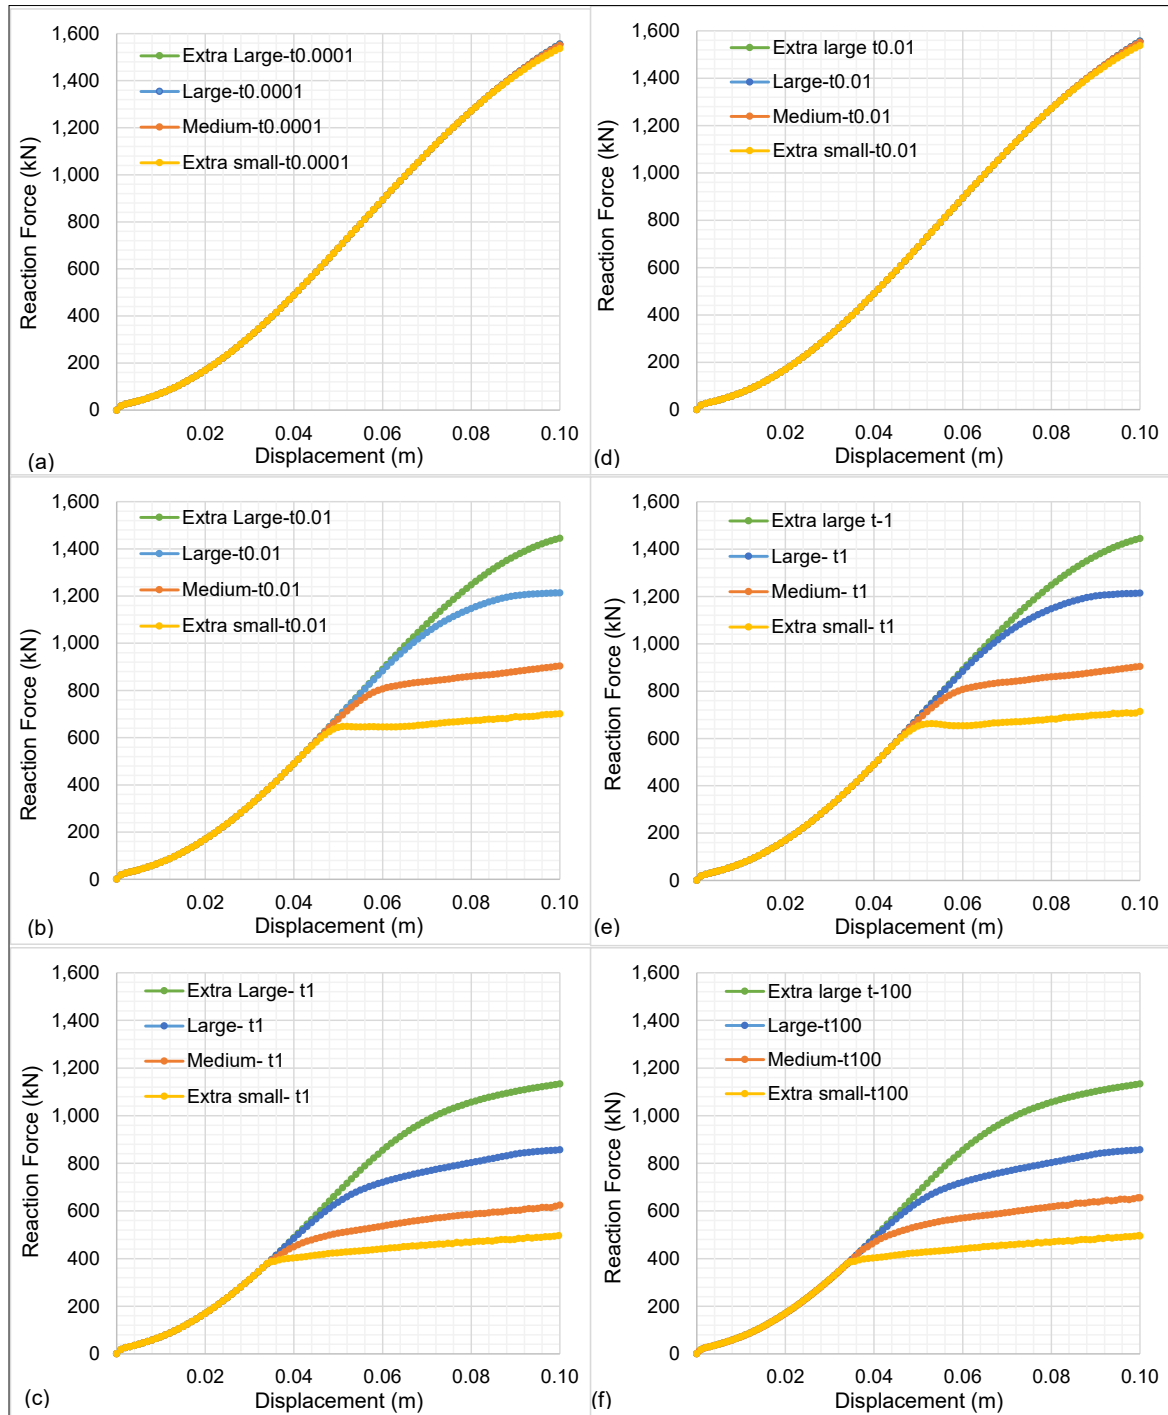 1,600
1,400
1,200
1,000
800
600
400
200
0
Reaction Force (kN)
Extra Large-t0.0001
Large-t0.0001
Medium-t0.0001
Extra small-t0.0001
0.02 0.04 0.06 0.08 0.10
Displacement (m)
(a)
1,600
1,400
1,200
1,000
800
600
400
200
0
Reaction Force (kN)
Extra large t0.01
Large-t0.01
Medium-t0.01
Extra small-t0.01
0.02 0.04 0.06 0.08 0.10
Displacement (m)
(d)
1,600
1,400
1,200
1,000
800
600
400
200
0
Reaction Force (kN)
Extra Large-t0.01
Large-t0.01
Medium-t0.01
Extra small-t0.01
0.02 0.04 0.06 0.08 0.10
Displacement (m)
(b)
1,600
1,400
1,200
1,000
800
600
400
200
0
Reaction Force (kN)
Extra large t-1
Large- t1
Medium- t1
Extra small- t1
0.02 0.04 0.06 0.08 0.10
Displacement (m)
(e)
1,600
1,400
1,200
1,000
800
600
400
200
0
Reaction Force (kN)
Extra Large- t1
Large- t1
Medium- t1
Extra small- t1
0.02 0.04 0.06 0.08 0.10
Displacement (m)
(c)
1,600
1,400
1,200
1,000
800
600
400
200
0
Reaction Force (kN)
Extra large t-100
Large-t100
Medium-t100
Extra small-t100
0.02 0.04 0.06 0.08 0.10
Displacement (m)
(f)